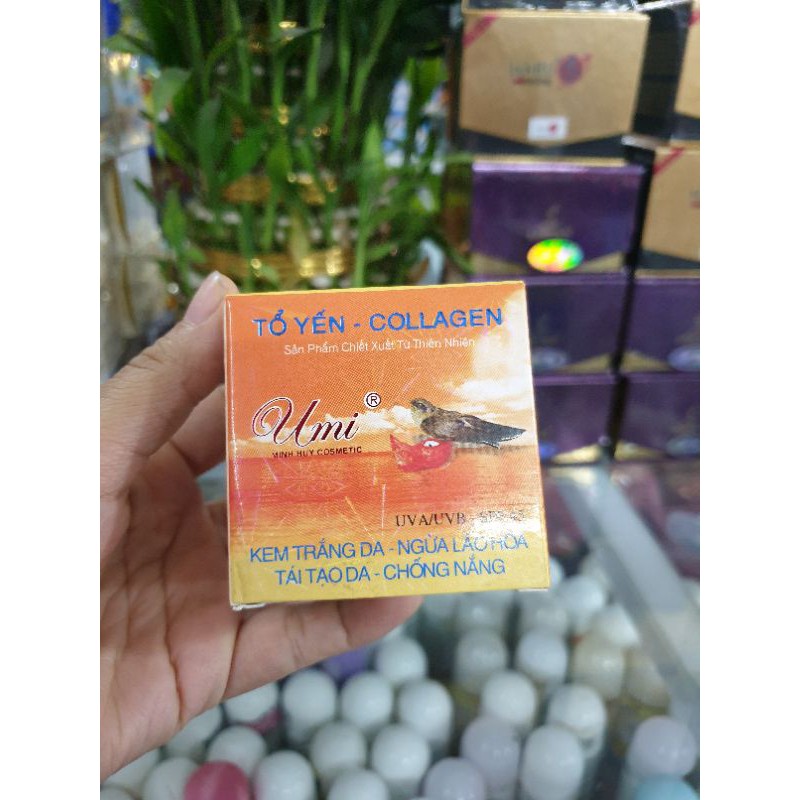 TỔ YẾN - COLLAGEN
Sản Phẩm Chiết Xuất Từ Thiên Nhiên
Umi ®
MINH HUY COSMETIC
UVA/UVB -
KEM TRẮNG DA - NGỪA LÃO HÓA
TÁI TẠO DA - CHỐNG NẮNG